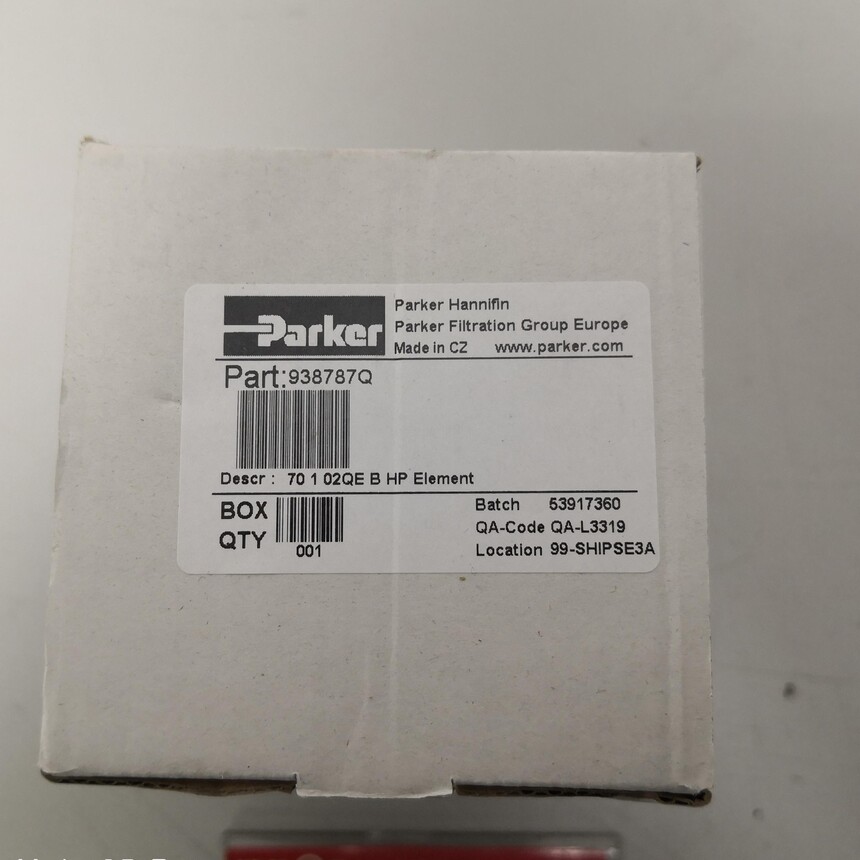 Parker
Parker Hannifin
Parker Filtration Group Europe
Made in CZ www.parker.com
Part:938787Q
Descr : 70 1 02QE B HP Element
BOX
QTY
001
Batch 53917360
QA-Code QA-L3319
Location 99-SHIPSE3A